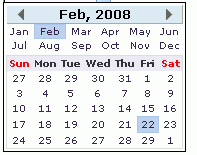 Feb, 2008
Jan Feb Mar Apr May Jun
Jul Aug Sep Oct Nov Dec
Sun Mon Tue Wed Thu Fri Sat
27 28 29 30 31 1 2
3 4 5 6 7 8 9
10 11 12 13 14 15 16
17 18 19 20 21 22 23
24 25 26 27 28 29 1